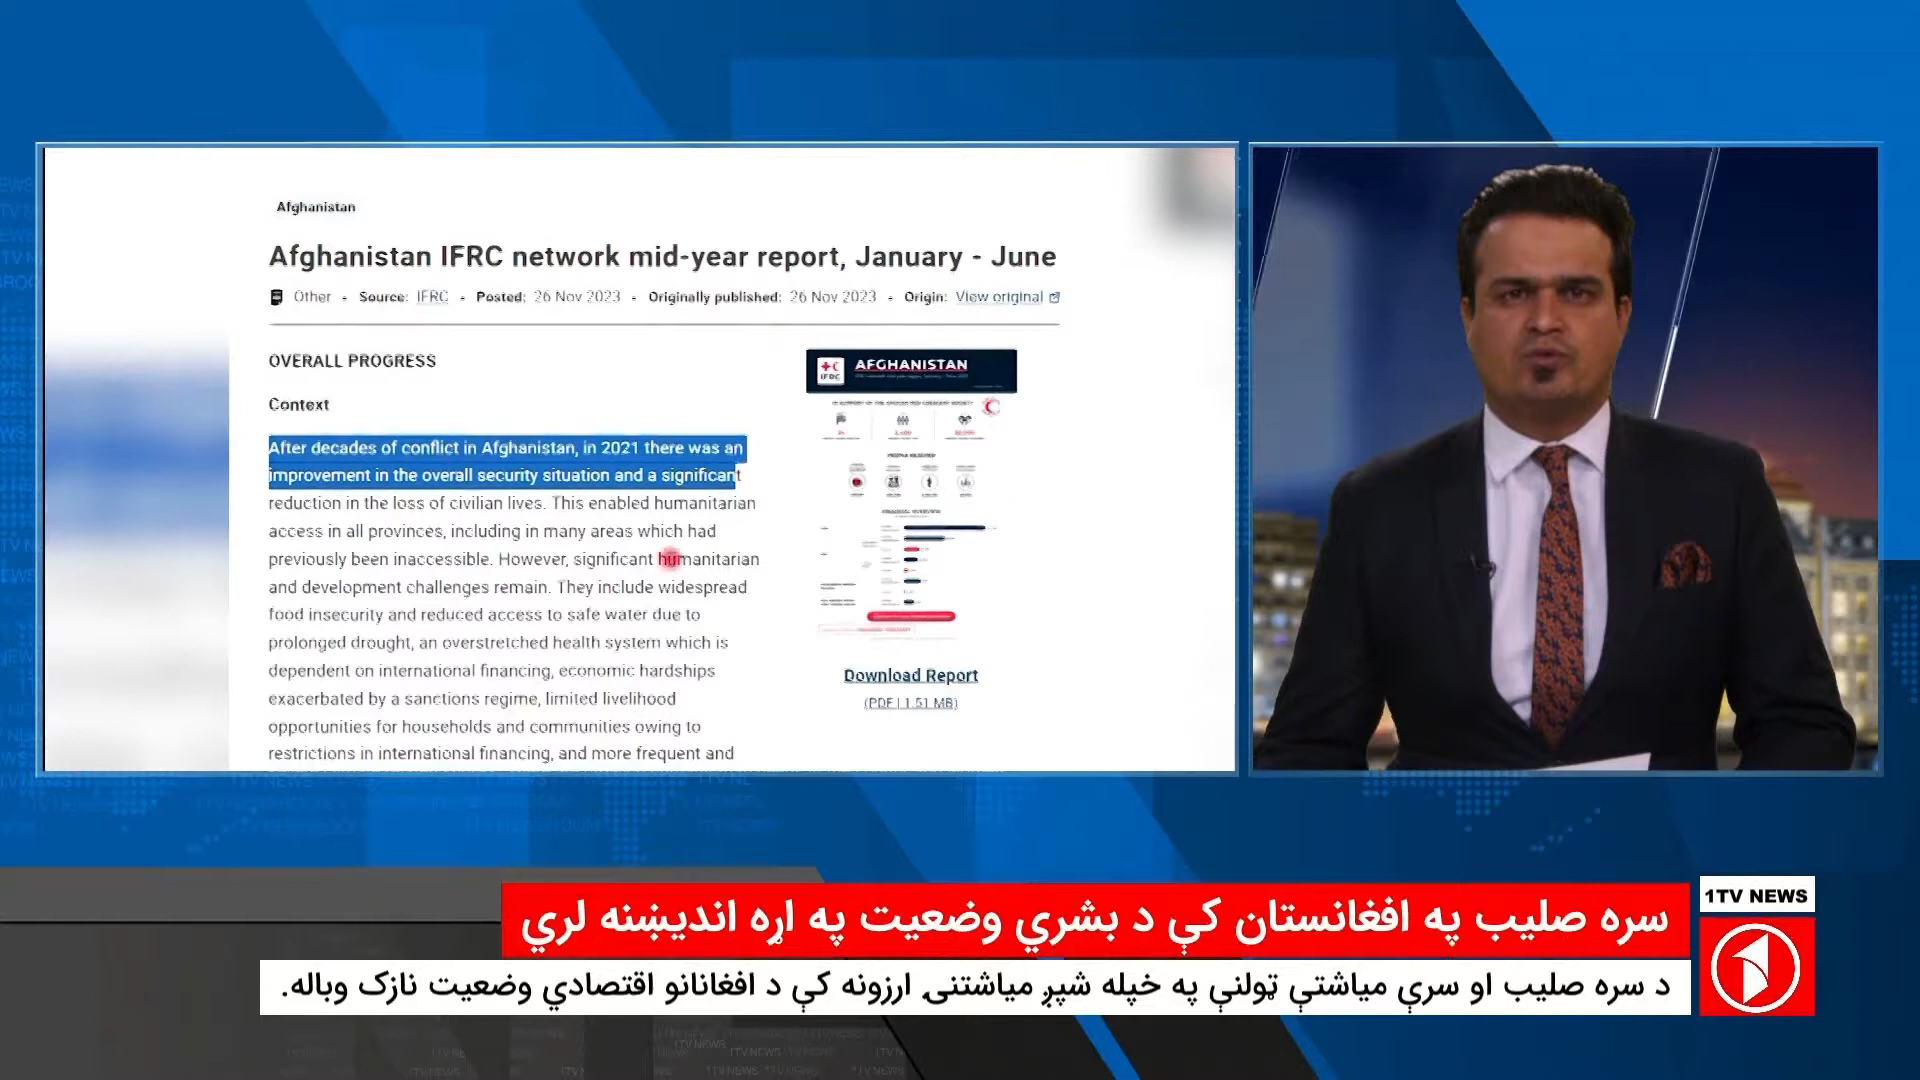 Afghanistan
Afghanistan IFRC network mid-year report, January - June
Other - Source: IFRC - Posted: 26 Nov 2023 - Originally published: 26 Nov 2023 - Origin: View original
OVERALL PROGRESS
Context
After decades of conflict in Afghanistan, in 2021 there was an
improvement in the overall security situation and a significant
reduction in the loss of civilian lives. This enabled humanitarian
access in all provinces, including in many areas which had
previously been inaccessible. However, significant humanitarian
and development challenges remain. They include widespread
food insecurity and reduced access to safe water due to
prolonged drought, an overstretched health system which is
dependent on international financing, economic hardships
exacerbated by a sanctions regime, limited livelihood
opportunities for households and communities owing to
restrictions in international financing, and more frequent and
IFRC
AFGHANISTAN
Download Report
(PDF | 1.51 MB)
1TV NEWS
سره صلیب په افغانستان کې د بشري وضعیت په اړه اندیښنه لري
د سره صلیب او سرې میاشتې ټولنې په خپله شپږ میاشتنۍ ارزونه کې د افغانانو اقتصادي وضعیت نازک وباله.